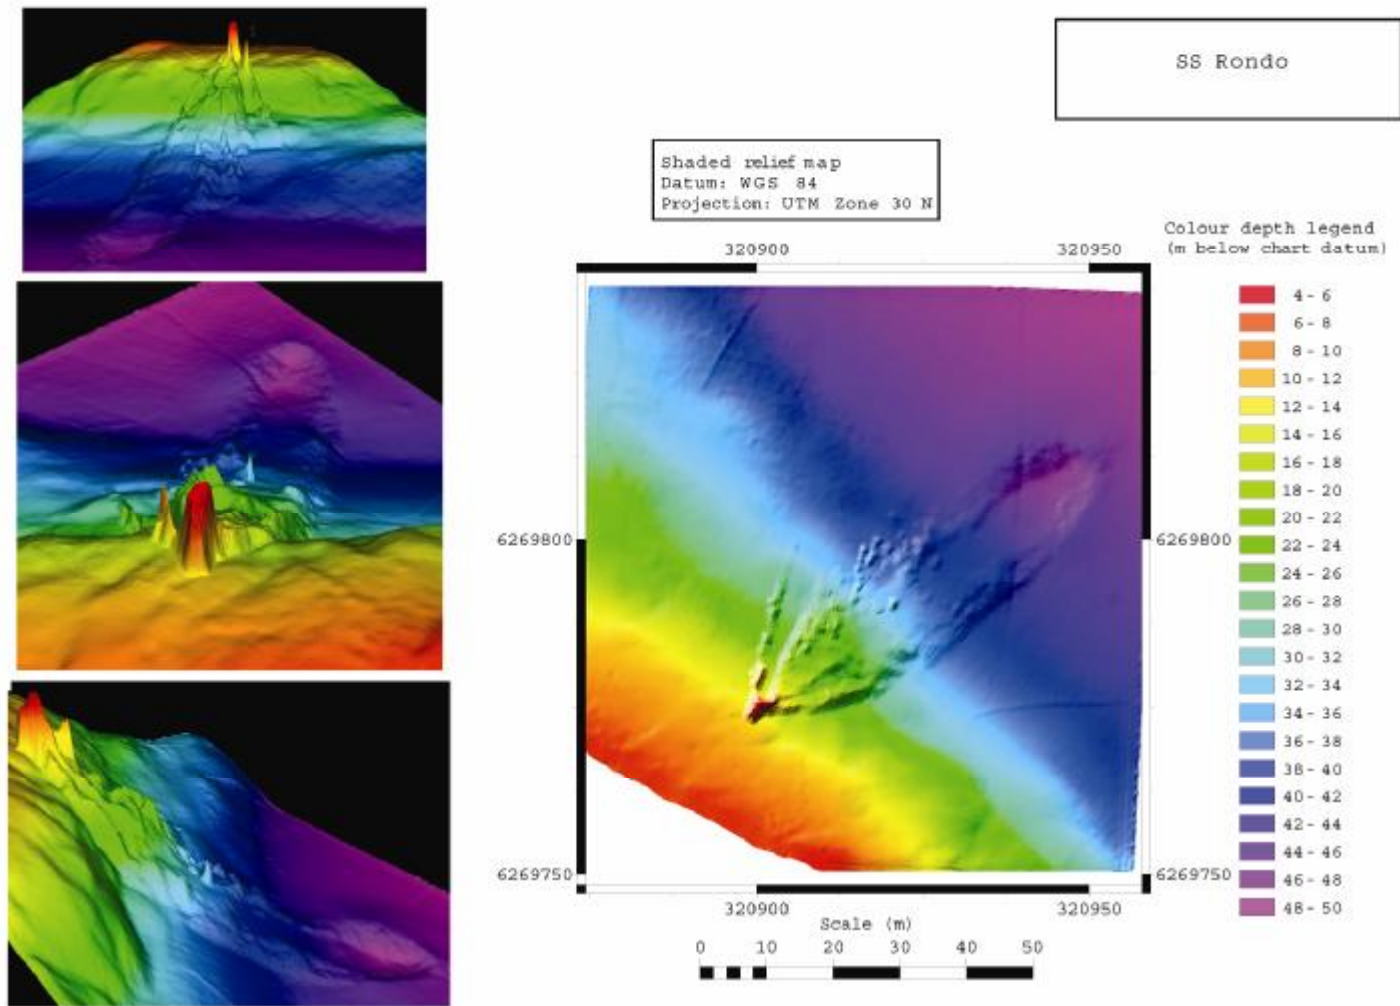 SS Rondo
Shaded relief map
Datum: WGS 84
Projection: UTM Zone 30 N
Colour depth legend
(m below chart datum)
320900 320950
4 - 6
6 - 8
8 - 10
10 - 12
12 - 14
14 - 16
16 - 18
18 - 20
20 - 22
22 - 24
24 - 26
26 - 28
28 - 30
30 - 32
32 - 34
34 - 36
36 - 38
38 - 40
40 - 42
42 - 44
44 - 46
46 - 48
48 - 50
6269800 6269800
6269750 6269750
320900 320950
Scale (m)
0 10 20 30 40 50